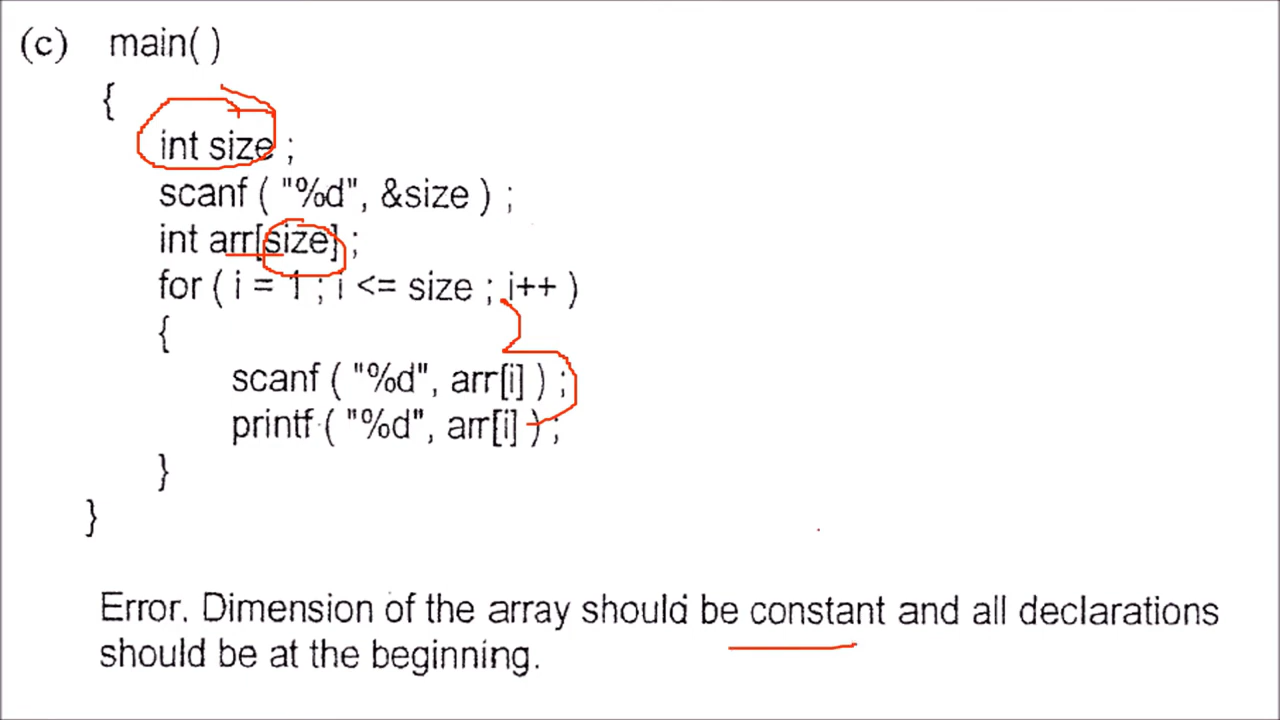 (c) main( )
{
int size ;
scanf ( "%d", &size ) ;
int arr[size] ;
for ( i = 1 ; i <= size ; i++ )
{
scanf ( "%d", arr[i] ) ;
printf ( "%d", arr[i] ) ;
}
}
Error. Dimension of the array should be constant and all declarations
should be at the beginning.